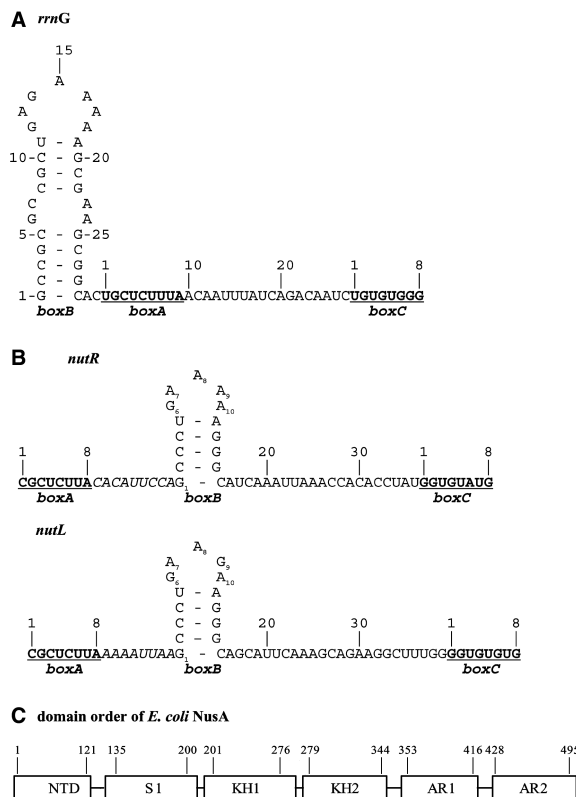 A rrnG
15
A
G A
A A
G A
U - A
10-C - G-20
G - C
C - G
C A
G A
5-C - G-25
G - C
C - G 1 10 20 1 8
C - G
1-G - CACUGCUCUUUAACAAUUUAUCAGACAAUCUGUGUGGG
boxB boxA boxC
B nutR
A8
A7 A9
G6 A10
U - A
C - G
1 8 C - G 20 30 1 8
C - G
CGCUCUUACACAUUCCAG1 - CAUCAAAUUAAACCACACCUAUGGUGUAUG
boxA boxB boxC
nutL
A8
A7 G9
G6 A10
U - A
C - G
1 8 C - G 20 30 1 8
C - G
CGCUCUUAAAAAUUAAG1 - CAGCAUUCAAAGCAGAAGGCUUUGGGGUGUGUG
boxA boxB boxC
C domain order of E. coli NusA
1 121 135 200 201 276 279 344 353 416 428 495
NTD S1 KH1 KH2 AR1 AR2